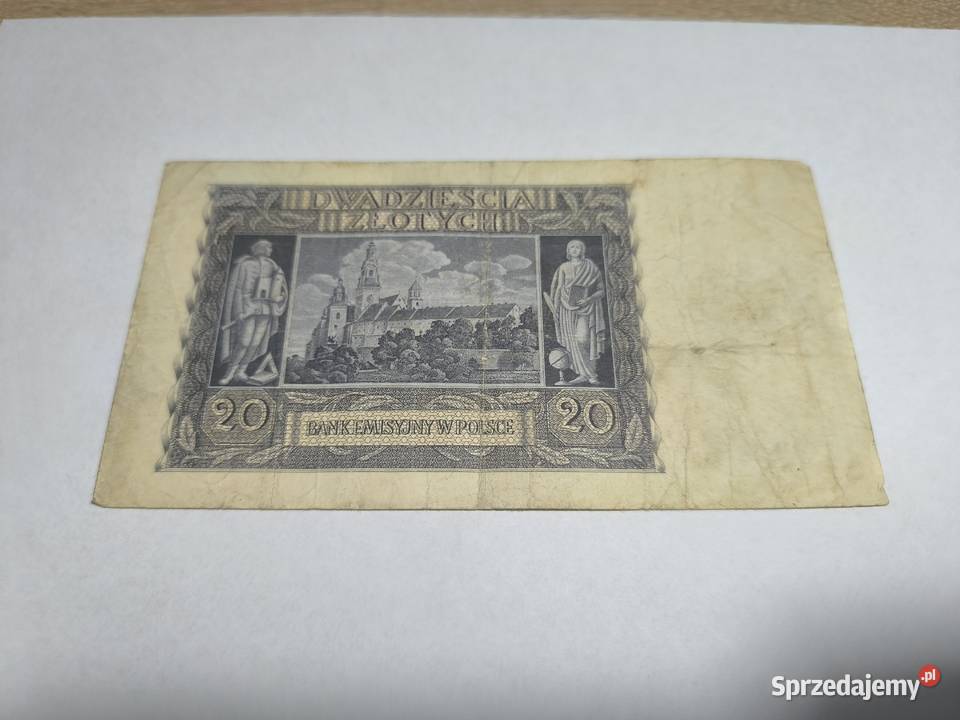 DWADZIEŚCIA
ZŁOTYCH
20 20
BANK EMISYJNY W POLSCE
Sprzedajemy.pl